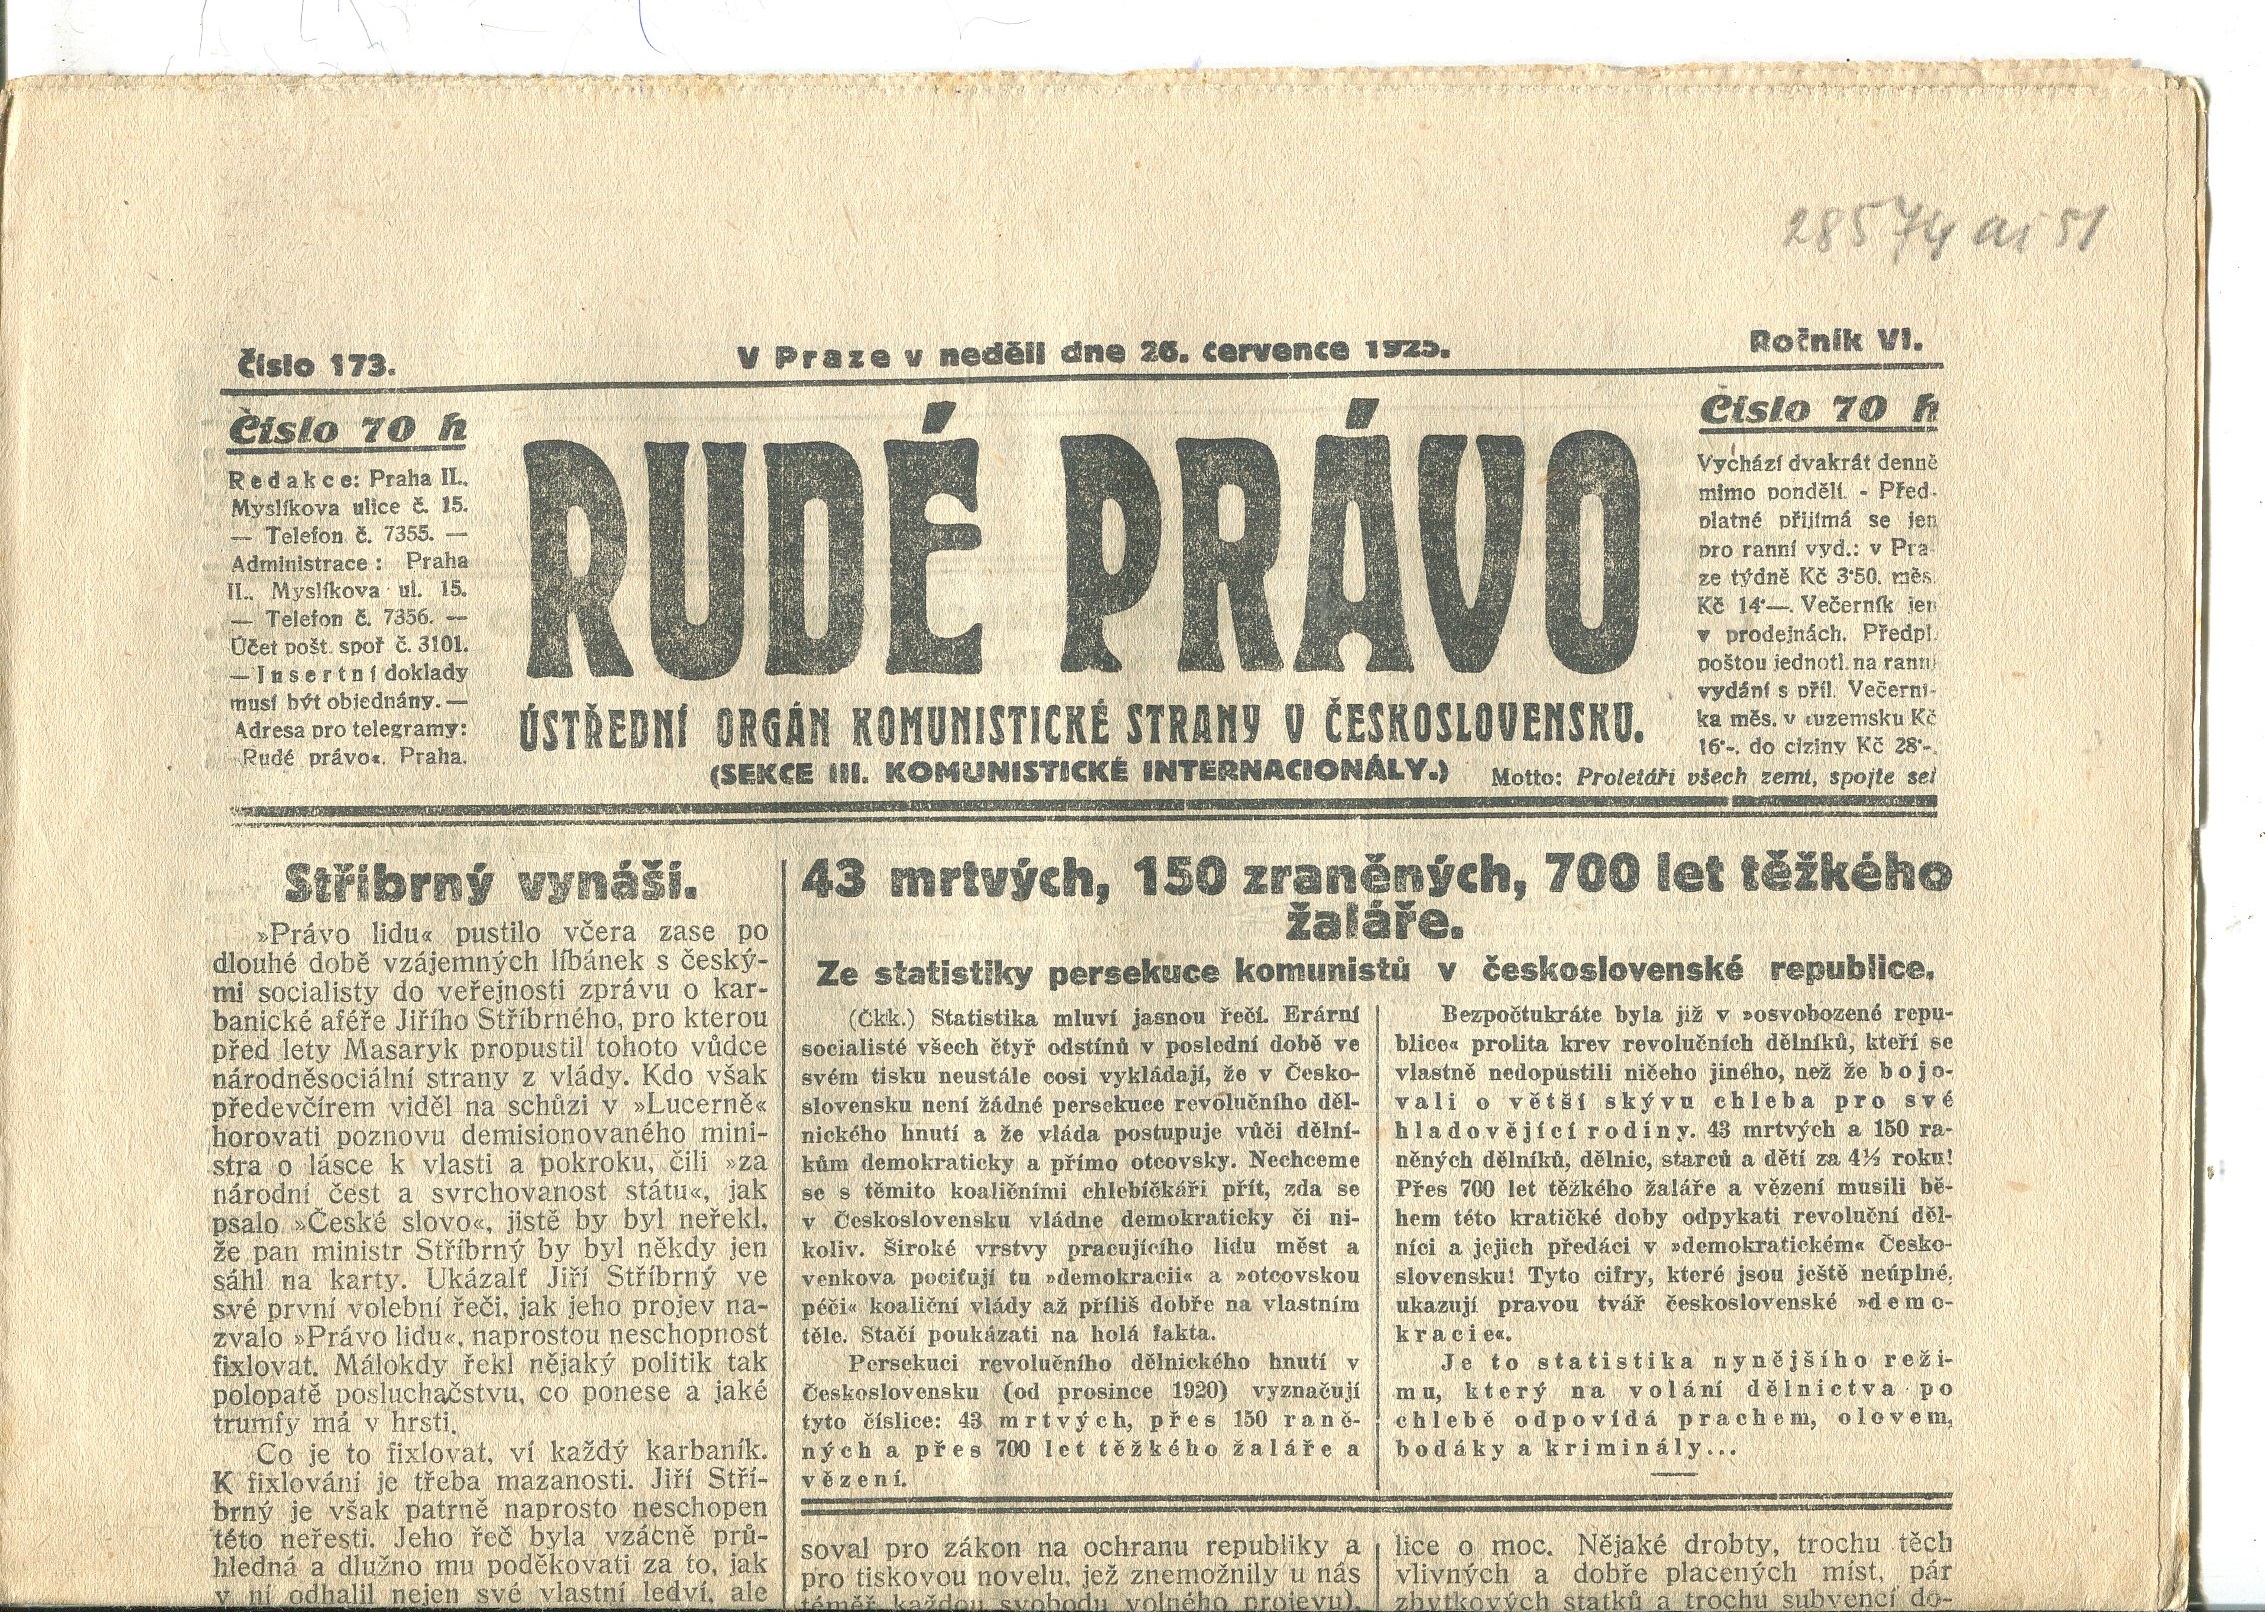 28574 ai 51
Číslo 173.
V Praze v neděli dne 26. července 1925.
Ročník VI.
Číslo 70 h
Redakce: Praha II.,
Myslíkova ulice č. 15.
— Telefon č. 7355. —
Administrace: Praha
II., Myslíkova ul. 15.
— Telefon č. 7356. —
Účet pošt. spoř č. 3101.
— Insertní doklady
musí být objednány. —
Adresa pro telegramy:
Rudé právo«. Praha.
RUDÉ PRÁVO
ÚSTŘEDNÍ ORGÁN KOMUNISTICKÉ STRANY V ČESKOSLOVENSKU.
(SEKCE III. KOMUNISTICKÉ INTERNACIONÁLY.)
Motto: Proletáři všech zemí, spojte se!
Číslo 70 h
Vychází dvakrát denně
mimo pondělí. - Před-
platné přijímá se jen
pro ranní vyd.: v Pra-
ze týdně Kč 3·50. měs.
Kč 14·—. Večerník jen
v prodejnách. Předpl.
poštou jednotl. na ranní
vydání s příl. Večerní-
ka měs. v tuzemsku Kč
16·-. do ciziny Kč 28·-.
Stříbrný vynáší.
»Právo lidu« pustilo včera zase po
dlouhé době vzájemných líbánek s český-
mi socialisty do veřejnosti zprávu o kar-
banické aféře Jiřího Stříbrného, pro kterou
před lety Masaryk propustil tohoto vůdce
národněsociální strany z vlády. Kdo však
předevčírem viděl na schůzi v »Lucerně«
horovati poznovu demisionovaného mini-
stra o lásce k vlasti a pokroku, čili »za
národní čest a svrchovanost státu«, jak
psalo »České slovo«, jistě by byl neřekl,
že pan ministr Stříbrný by byl někdy jen
sáhl na karty. Ukázalť Jiří Stříbrný ve
své první volební řeči, jak jeho projev na-
zvalo »Právo lidu«, naprostou neschopnost
fixlovat. Málokdy řekl nějaký politik tak
polopatě posluchačstvu, co ponese a jaké
trumfy má v hrsti.
Co je to fixlovat, ví každý karbaník.
K fixlování je třeba mazanosti. Jiří Stří-
brný je však patrně naprosto neschopen
této neřesti. Jeho řeč byla vzácně prů-
hledná a dlužno mu poděkovati za to, jak
v ní odhalil nejen své vlastní ledví, ale
43 mrtvých, 150 zraněných, 700 let těžkého
žaláře.
Ze statistiky persekuce komunistů v československé republice.
(Čkk.) Statistika mluví jasnou řečí. Erární
socialisté všech čtyř odstínů v poslední době ve
svém tisku neustále cosi vykládají, že v Česko-
slovensku není žádné persekuce revolučního děl-
nického hnutí a že vláda postupuje vůči dělní-
kům demokraticky a přímo otcovsky. Nechceme
se s těmito koaličními chlebíčkáři přít, zda se
v Československu vládne demokraticky či ni-
koliv. Široké vrstvy pracujícího lidu měst a
venkova pociťují tu »demokracii« a »otcovskou
péči« koaliční vlády až příliš dobře na vlastním
těle. Stačí poukázati na holá fakta.
Persekuci revolučního dělnického hnutí v
Československu (od prosince 1920) vyznačují
tyto číslice: 43 mrtvých, přes 150 raně-
ných a přes 700 let těžkého žaláře a
vězení.
Bezpočtukráte byla již v »osvobozené repu-
blice« prolita krev revolučních dělníků, kteří se
vlastně nedopustili ničeho jiného, než že bojo-
vali o větší skývu chleba pro své
hladovějící rodiny. 43 mrtvých a 150 ra-
něných dělníků, dělnic, starců a dětí za 4½ roku!
Přes 700 let těžkého žaláře a vězení musili bě-
hem této kratičké doby odpykati revoluční děl-
níci a jejich předáci v »demokratickém« Česko-
slovensku! Tyto cifry, které jsou ještě neúplné,
ukazují pravou tvář československé »demo-
kracie«.
Je to statistika nynějšího reži-
mu, který na volání dělnictva po
chlebě odpovídá prachem, olovem,
bodáky a kriminály...
soval pro zákon na ochranu republiky a
pro tiskovou novelu, jež znemožnily u nás
téměř každou svobodu volného projevu),
lice o moc. Nějaké drobty, trochu těch
vlivných a dobře placených míst, pár
zbytkových statků a trochu subvencí do-